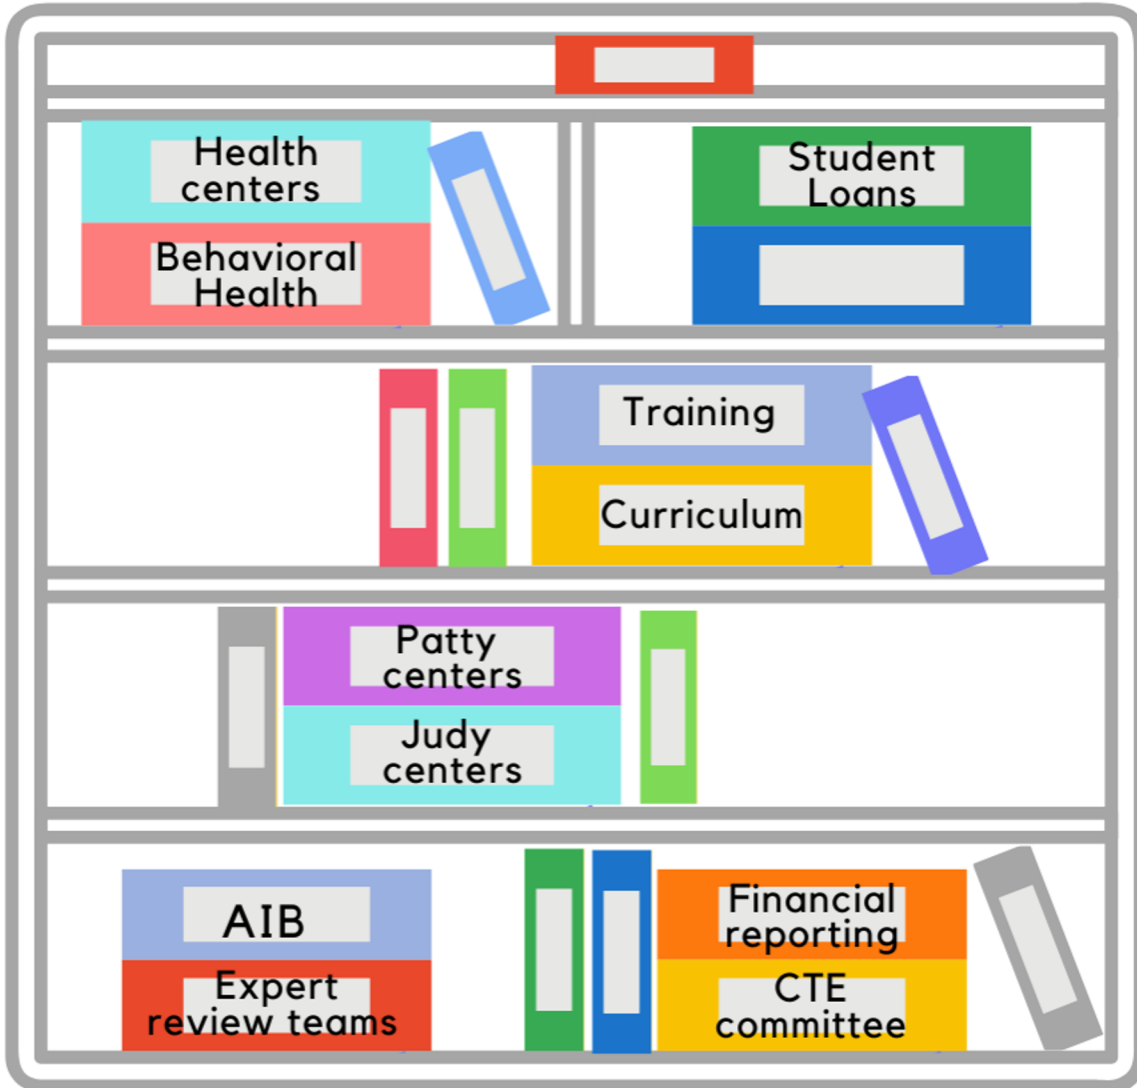 Health
centers
Student
Loans
Behavioral
Health
Training
Curriculum
Patty
centers
Judy
centers
AIB
Expert
review teams
Financial
reporting
CTE
committee